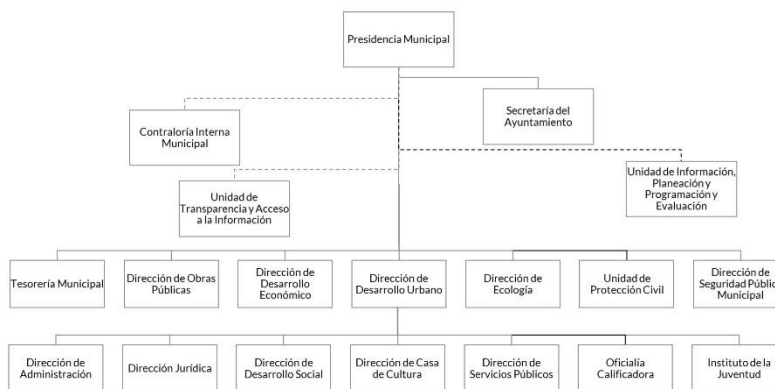 Presidencia Municipal
Secretaría del
Ayuntamiento
Contraloría Interna
Municipal
Unidad de Información,
Planeación y
Programación y
Evaluación
Unidad de
Transparencia y Acceso
a la Información
Tesorería Municipal
Dirección de Obras
Públicas
Dirección de
Desarrollo
Económico
Dirección de
Desarrollo Urbano
Dirección de
Ecología
Unidad de
Protección Civil
Dirección de
Seguridad Públic
Municipal
Dirección de
Administración
Dirección Jurídica
Dirección de
Desarrollo Social
Dirección de Casa
de Cultura
Dirección de
Servicios Públicos
Oficialía
Calificadora
Instituto de la
Juventud